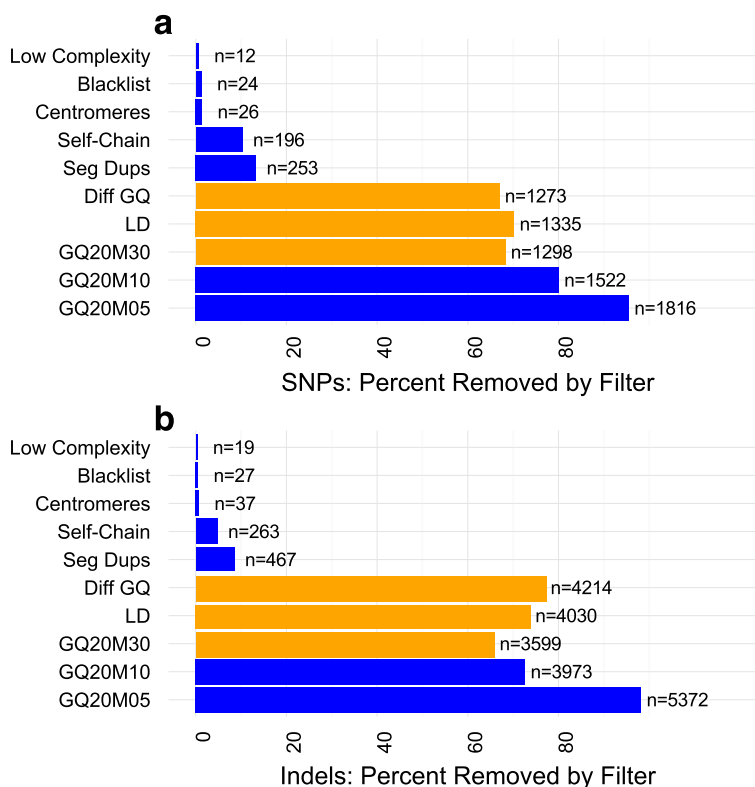 a
Low Complexity n=12
Blacklist n=24
Centromeres n=26
Self-Chain n=196
Seg Dups n=253
Diff GQ n=1273
LD n=1335
GQ20M30 n=1298
GQ20M10 n=1522
GQ20M05 n=1816
0 20 40 60 80
SNPs: Percent Removed by Filter
b
Low Complexity n=19
Blacklist n=27
Centromeres n=37
Self-Chain n=263
Seg Dups n=467
Diff GQ n=4214
LD n=4030
GQ20M30 n=3599
GQ20M10 n=3973
GQ20M05 n=5372
0 20 40 60 80
Indels: Percent Removed by Filter